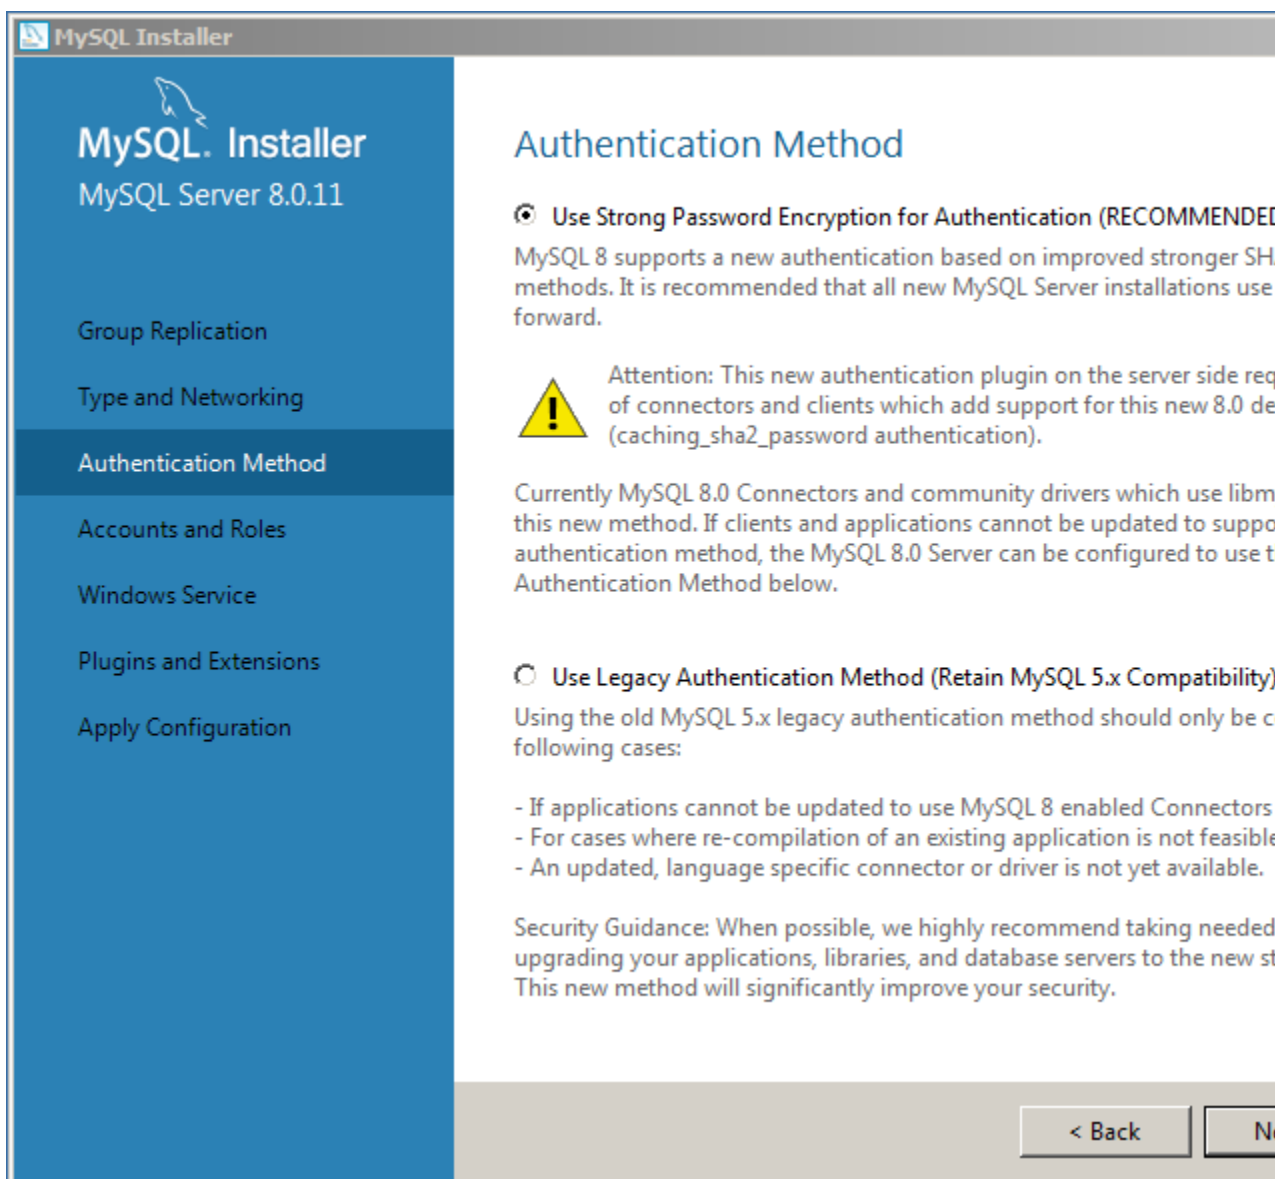 MySQL Installer
MySQL. Installer
MySQL Server 8.0.11
Group Replication
Type and Networking
Authentication Method
Accounts and Roles
Windows Service
Plugins and Extensions
Apply Configuration
Authentication Method
Use Strong Password Encryption for Authentication (RECOMMENDED
MySQL 8 supports a new authentication based on improved stronger
methods. It is recommended that all new MySQL Server installations use
forward.
Attention: This new authentication plugin on the server side
of connectors and clients which add support for this new 8.0
(caching_sha2_password authentication).
Currently MySQL 8.0 Connectors and community drivers which use
this new method. If clients and applications cannot be updated to
authentication method, the MySQL 8.0 Server can be configured to use
Authentication Method below.
Use Legacy Authentication Method (Retain MySQL 5.x Compatibility)
Using the old MySQL 5.x legacy authentication method should only be
following cases:
- If applications cannot be updated to use MySQL 8 enabled Connectors
- For cases where re-compilation of an existing application is not feasible
- An updated, language specific connector or driver is not yet available.
Security Guidance: When possible, we highly recommend taking needed
upgrading your applications, libraries, and database servers to the new
This new method will significantly improve your security.
< Back